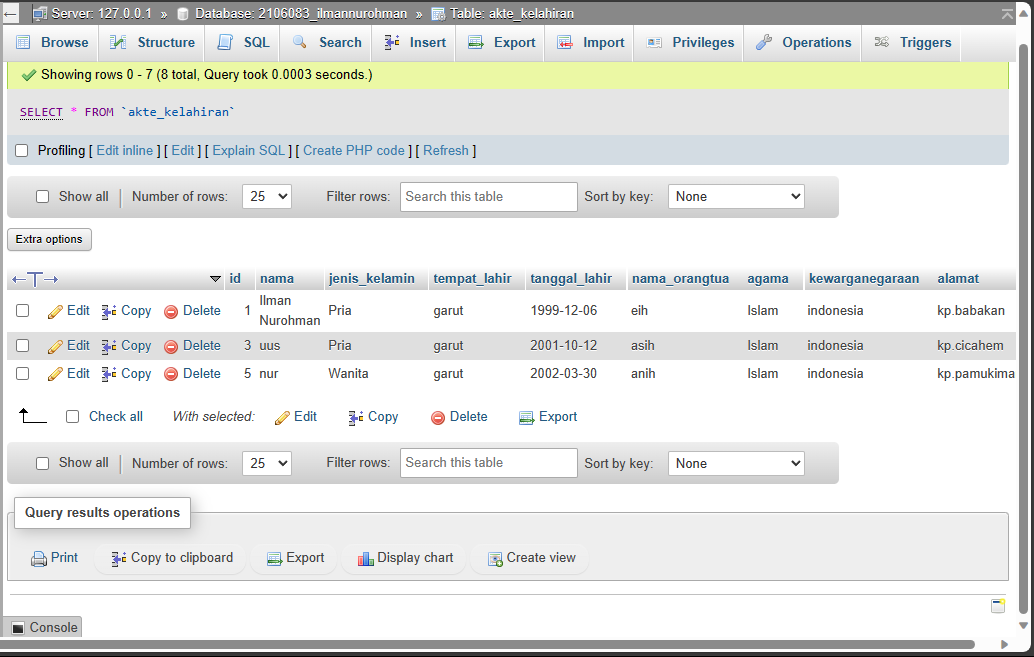 Server: 127.0.0.1 » Database: 2106083_ilmannurohman » Table: akte_kelahiran
Browse Structure SQL Search Insert Export Import Privileges Operations Triggers
Showing rows 0 - 7 (8 total, Query took 0.0003 seconds.)
SELECT * FROM `akte_kelahiran`
Profiling [ Edit inline ] [ Edit ] [ Explain SQL ] [ Create PHP code ] [ Refresh ]
Show all Number of rows: 25 Filter rows: Search this table Sort by key: None
Extra options
id nama jenis_kelamin tempat_lahir tanggal_lahir nama_orangtua agama kewarganegaraan alamat
Edit Copy Delete 1 Ilman Nurohman Pria garut 1999-12-06 eih Islam indonesia kp.babakan
Edit Copy Delete 3 uus Pria garut 2001-10-12 asih Islam indonesia kp.cicahem
Edit Copy Delete 5 nur Wanita garut 2002-03-30 anih Islam indonesia kp.pamukima
Check all With selected: Edit Copy Delete Export
Show all Number of rows: 25 Filter rows: Search this table Sort by key: None
Query results operations
Print Copy to clipboard Export Display chart Create view
Console